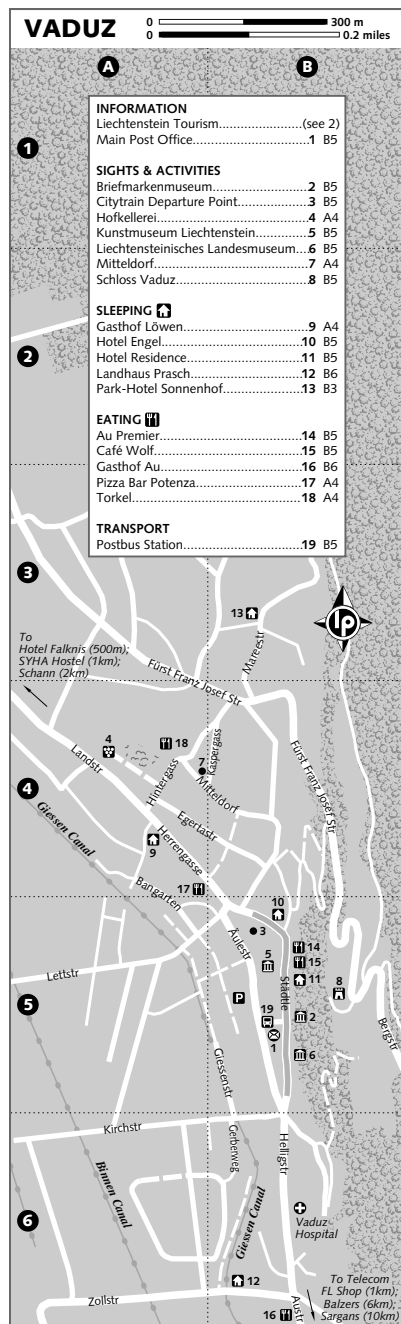 VADUZ
0 300 m
0 0.2 miles
A B
1
INFORMATION
Liechtenstein Tourism......................(see 2)
Main Post Office.................................1 B5
SIGHTS & ACTIVITIES
Briefmarkenmuseum..........................2 B5
Citytrain Departure Point...................3 B5
Hofkellerei..........................................4 A4
Kunstmuseum Liechtenstein..............5 B5
Liechtensteinisches Landesmuseum...6 B5
Mitteldorf...........................................7 A4
Schloss Vaduz.....................................8 B5
SLEEPING
Gasthof Löwen...................................9 A4
Hotel Engel.......................................10 B5
Hotel Residence................................11 B5
Landhaus Prasch...............................12 B6
Park-Hotel Sonnenhof......................13 B3
EATING
Au Premier........................................14 B5
Café Wolf..........................................15 B5
Gasthof Au.......................................16 B6
Pizza Bar Potenza.............................17 A4
Torkel................................................18 A4
TRANSPORT
Postbus Station.................................19 B5
2
3
13
lp
Mareestr
To
Hotel Falknis (500m);
SYHA Hostel (1km);
Schann (2km)
Fürst Franz Josef Str
4
18
7
Kaspergass
Landstr
Hintergass
Mitteldorf
Fürst Franz Josef Str
4
Giessen Canal
Egertastr
Herrengasse
9
Bangarten
17
10
3
Äulestr
14
5
15
Städtle
11
8
Lettstr
5
P
19
2
1
6
Bergstr
Giessenstr
Kirchstr
Gerberweg
Heiligstr
Binnen Canal
Giessen Canal
6
Vaduz
Hospital
12
Zollstr
To Telecom
FL Shop (1km);
Balzers (6km);
Sargans (10km)
Austr
16